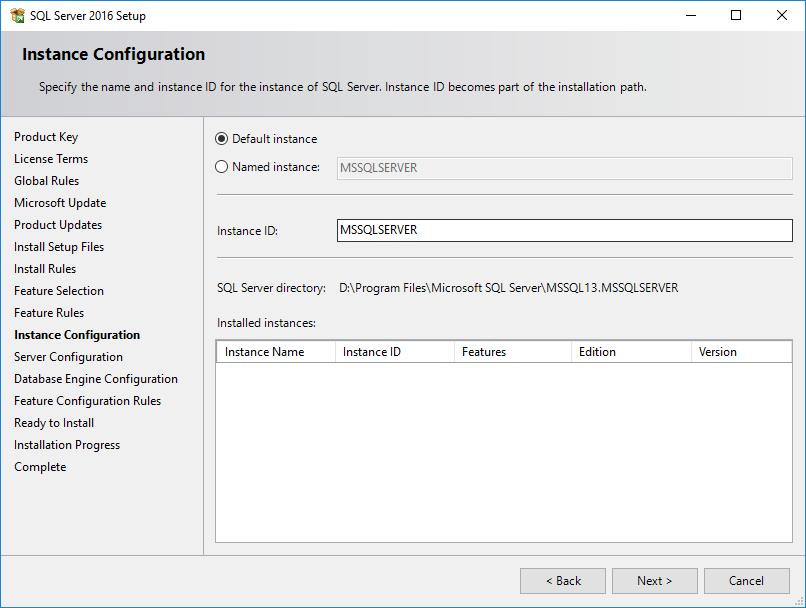 SQL Server 2016 Setup
Instance Configuration
Specify the name and instance ID for the instance of SQL Server. Instance ID becomes part of the installation path.
Product Key
License Terms
Global Rules
Microsoft Update
Product Updates
Install Setup Files
Install Rules
Feature Selection
Feature Rules
Instance Configuration
Server Configuration
Database Engine Configuration
Feature Configuration Rules
Ready to Install
Installation Progress
Complete
Default instance
Named instance: MSSQLSERVER
Instance ID: MSSQLSERVER
SQL Server directory: D:\Program Files\Microsoft SQL Server\MSSQL13.MSSQLSERVER
Installed instances:
Instance Name Instance ID Features Edition Version
< Back Next > Cancel